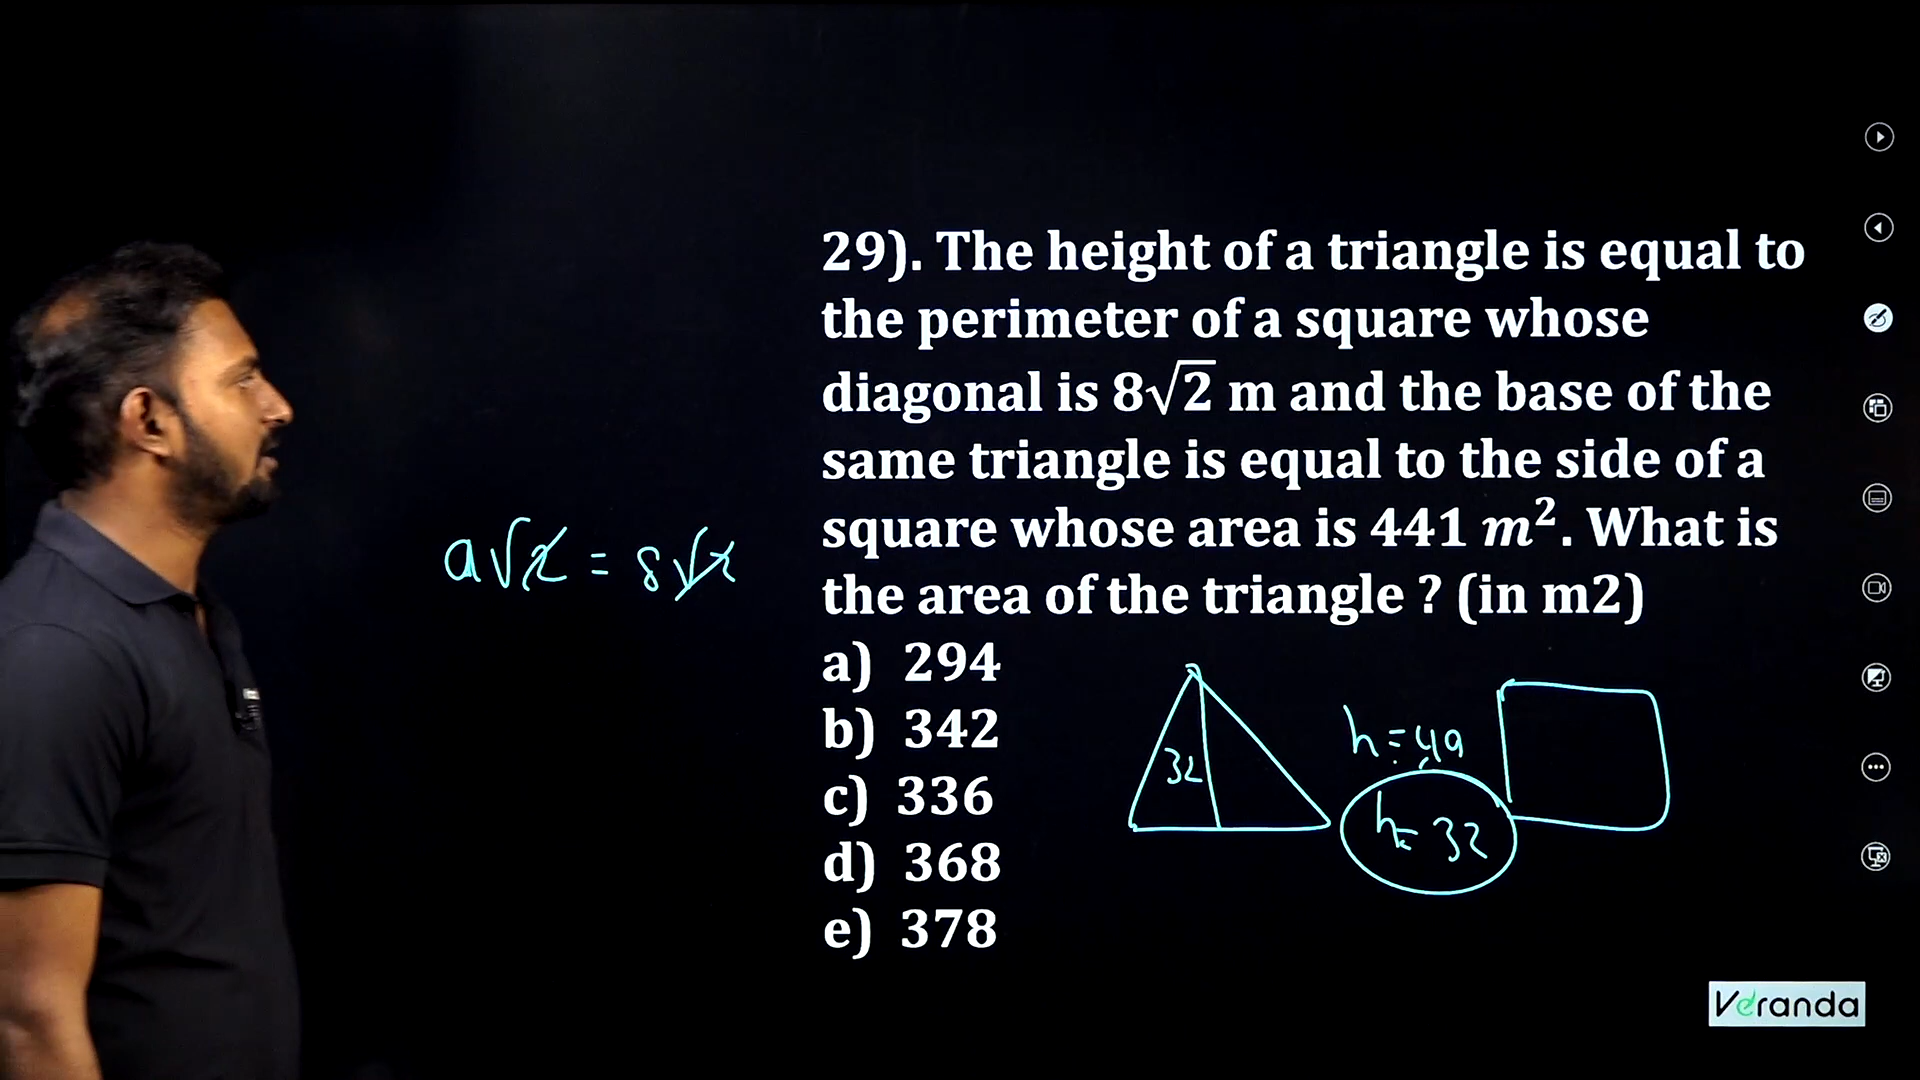 29). The height of a triangle is equal to
the perimeter of a square whose
diagonal is 8√2 m and the base of the
same triangle is equal to the side of a
square whose area is 441 m². What is
the area of the triangle ? (in m2)
a) 294
b) 342
c) 336
d) 368
e) 378
a√2 = 8√2
32
h = 4a
h = 32
Veranda